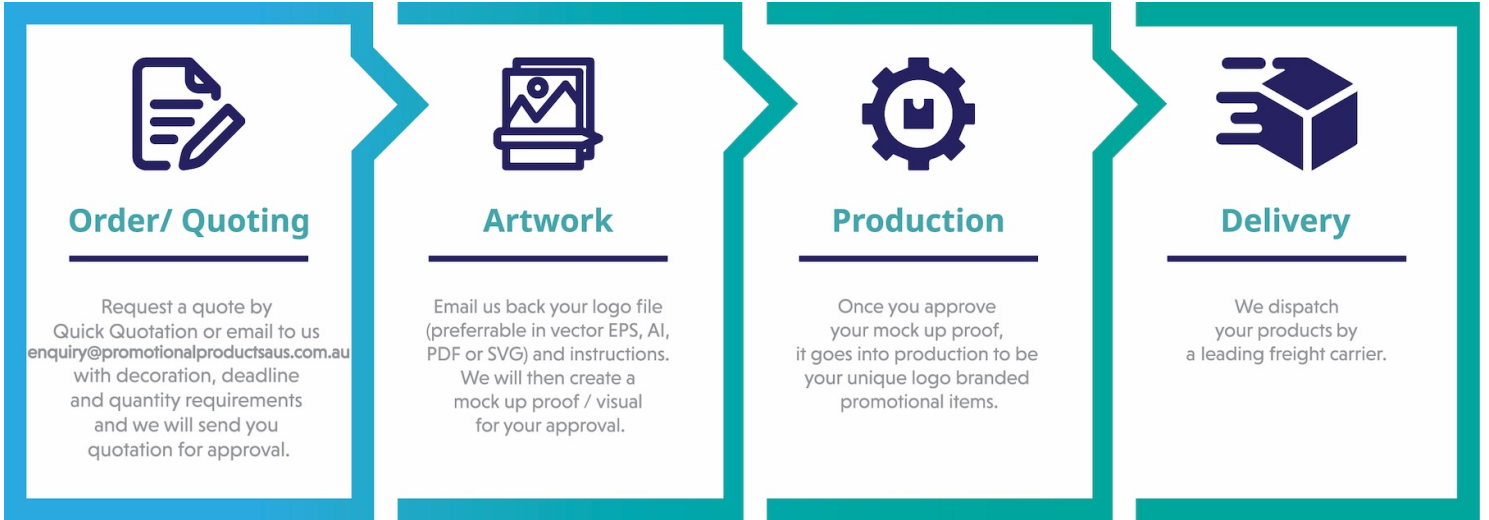 Order/ Quoting
Request a quote by
Quick Quotation or email to us
enquiry@promotionalproductsaus.com.au
with decoration, deadline
and quantity requirements
and we will send you
quotation for approval.
Artwork
Email us back your logo file
(preferrable in vector EPS, AI,
PDF or SVG) and instructions.
We will then create a
mock up proof / visual
for your approval.
Production
Once you approve
your mock up proof,
it goes into production to be
your unique logo branded
promotional items.
Delivery
We dispatch
your products by
a leading freight carrier.